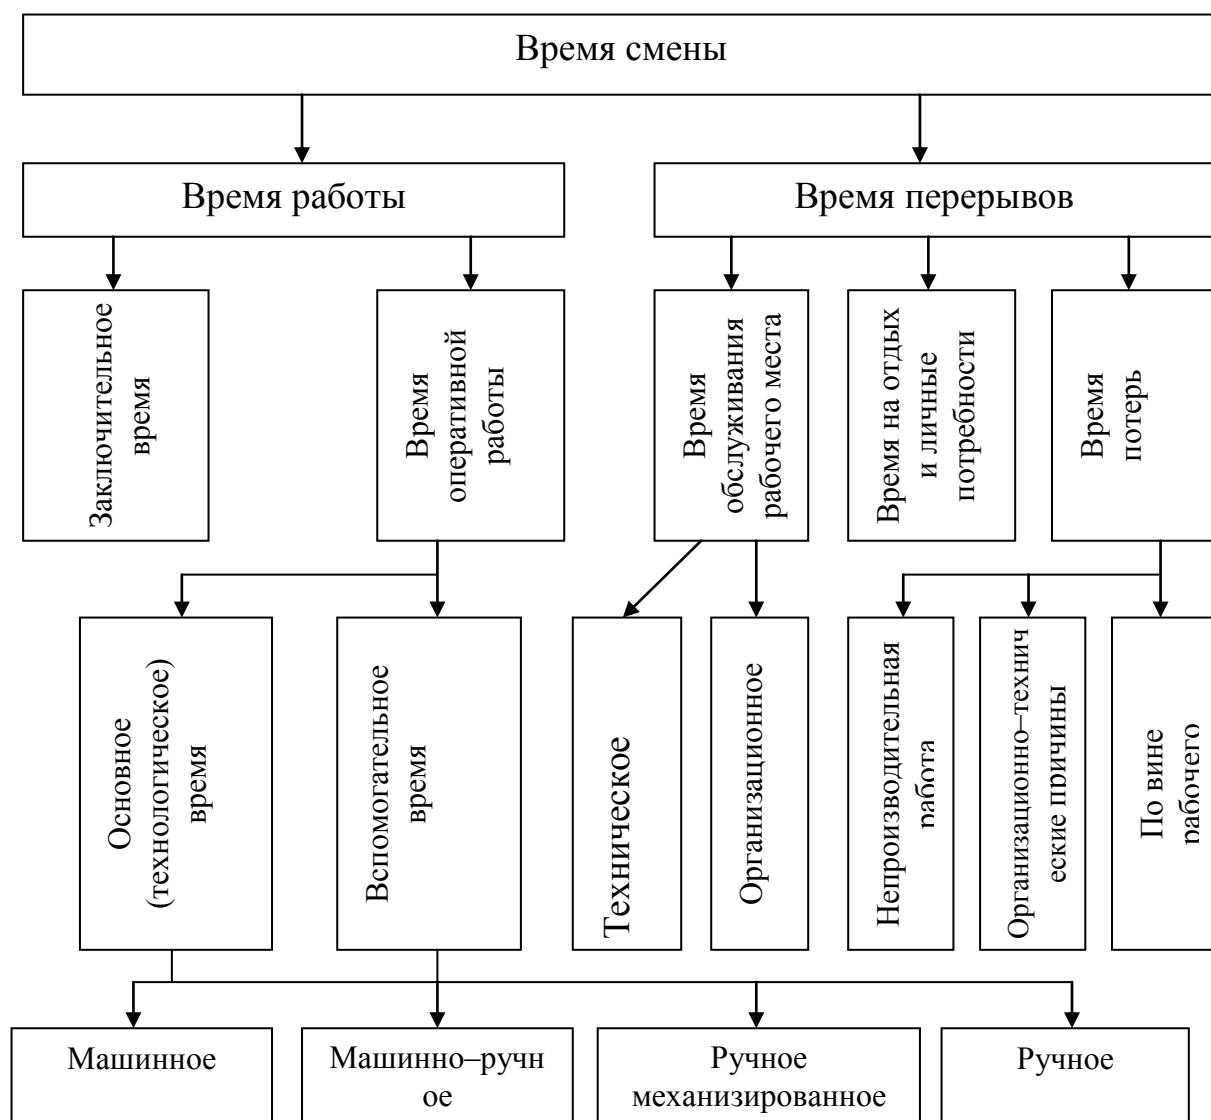 Время смены
Время работы
Время перерывов
Заключительное
время
Время
оперативной
работы
Время
обслуживания
рабочего места
Время на отдых
и личные
потребности
Время
потерь
Основное
(технологическое)
время
Вспомогательное
время
Техническое
Организационное
Непроизводительная
работа
Организационно–технич
еские причины
По вине
рабочего
Машинное
Машинно–ручн
ое
Ручное
механизированное
Ручное